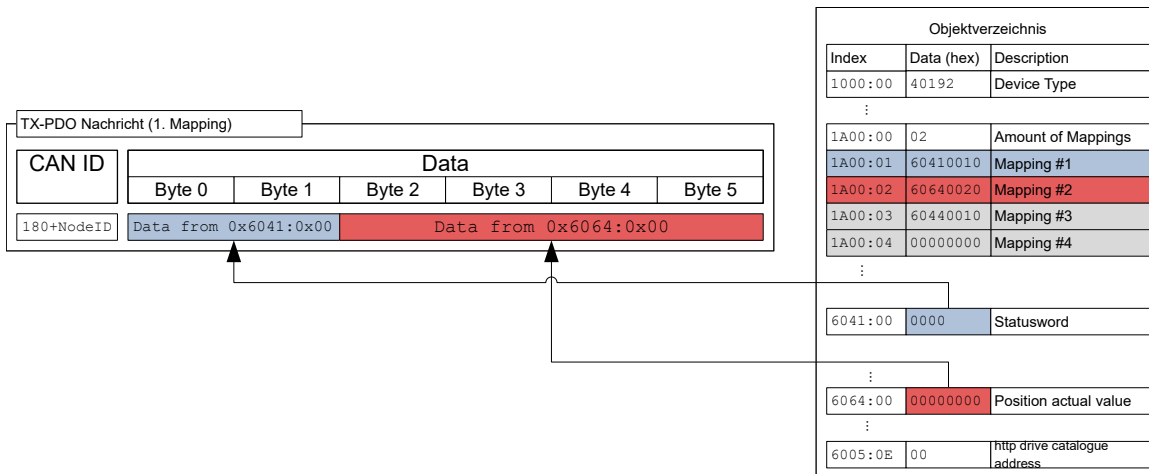 TX-PDO Nachricht (1. Mapping)
CAN ID
Data
Byte 0 Byte 1 Byte 2 Byte 3 Byte 4 Byte 5
180+NodeID Data from 0x6041:0x00 Data from 0x6064:0x00
Objektverzeichnis
Index Data (hex) Description
1000:00 40192 Device Type
⋮
1A00:00 02 Amount of Mappings
1A00:01 60410010 Mapping #1
1A00:02 60640020 Mapping #2
1A00:03 60440010 Mapping #3
1A00:04 00000000 Mapping #4
⋮
6041:00 0000 Statusword
⋮
6064:00 00000000 Position actual value
⋮
6005:0E 00 http drive catalogue
address